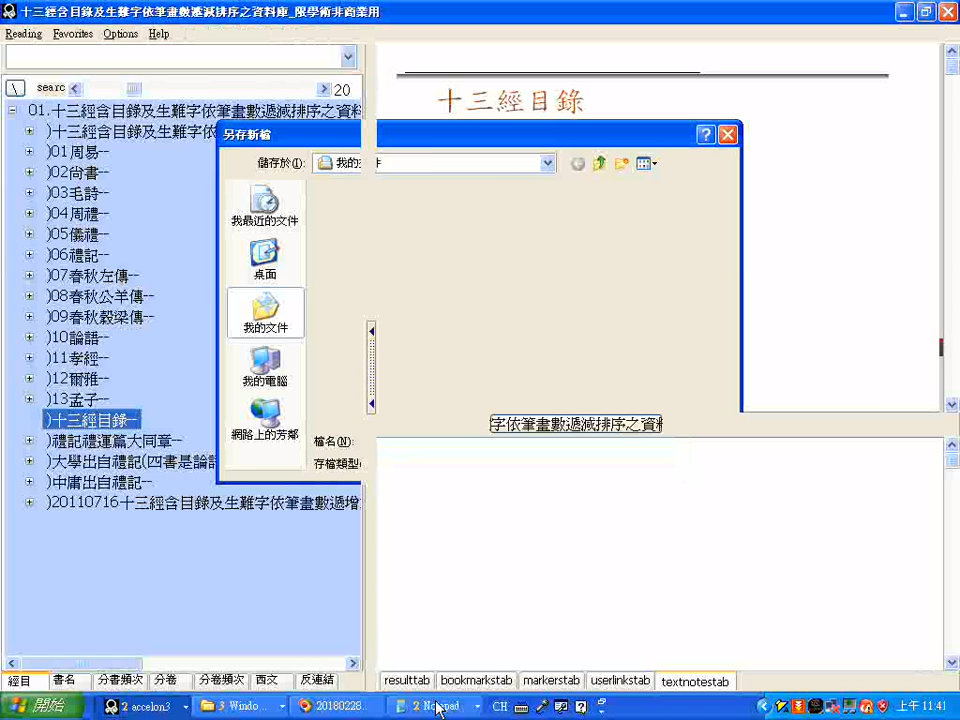 十三經含目錄及生難字依筆畫數遞減排序之資料庫_限學術非商業用
Reading Favorites Options Help
\ searc 20
01.十三經含目錄及生難字依筆畫數遞減排序之資料
)十三經含目錄及生難字依
)01周易--
)02尚書--
)03毛詩--
)04周禮--
)05儀禮--
)06禮記--
)07春秋左傳--
)08春秋公羊傳--
)09春秋穀梁傳--
)10論語--
)11孝經--
)12爾雅--
)13孟子--
)十三經目錄--
)禮記禮運篇大同章--
)大學出自禮記(四書是論語
)中庸出自禮記--
)20110716十三經含目錄及生難字依筆畫數遞增
十三經目錄
另存新檔
儲存於(I):
我的
件
我最近的文件
桌面
我的文件
我的電腦
網路上的芳鄰
檔名(N):
存檔類型
字依筆畫數遞減排序之資料
經目 書名 分書頻次 分卷 分卷頻次 西文 反連結
resulttab bookmarkstab markerstab userlinkstab textnotestab
開始 2 accelon3 3 Windo... 20180228. 2 Notepad CH 上午 11:41